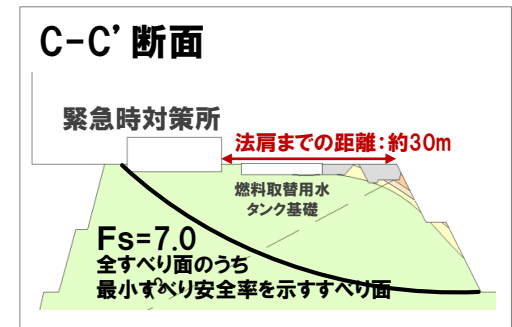 C-C’断面
緊急時対策所
法肩までの距離：約30m
燃料取替用水
タンク基礎
Fs=7.0
全すべり面のうち
最小すべり安全率を示すすべり面